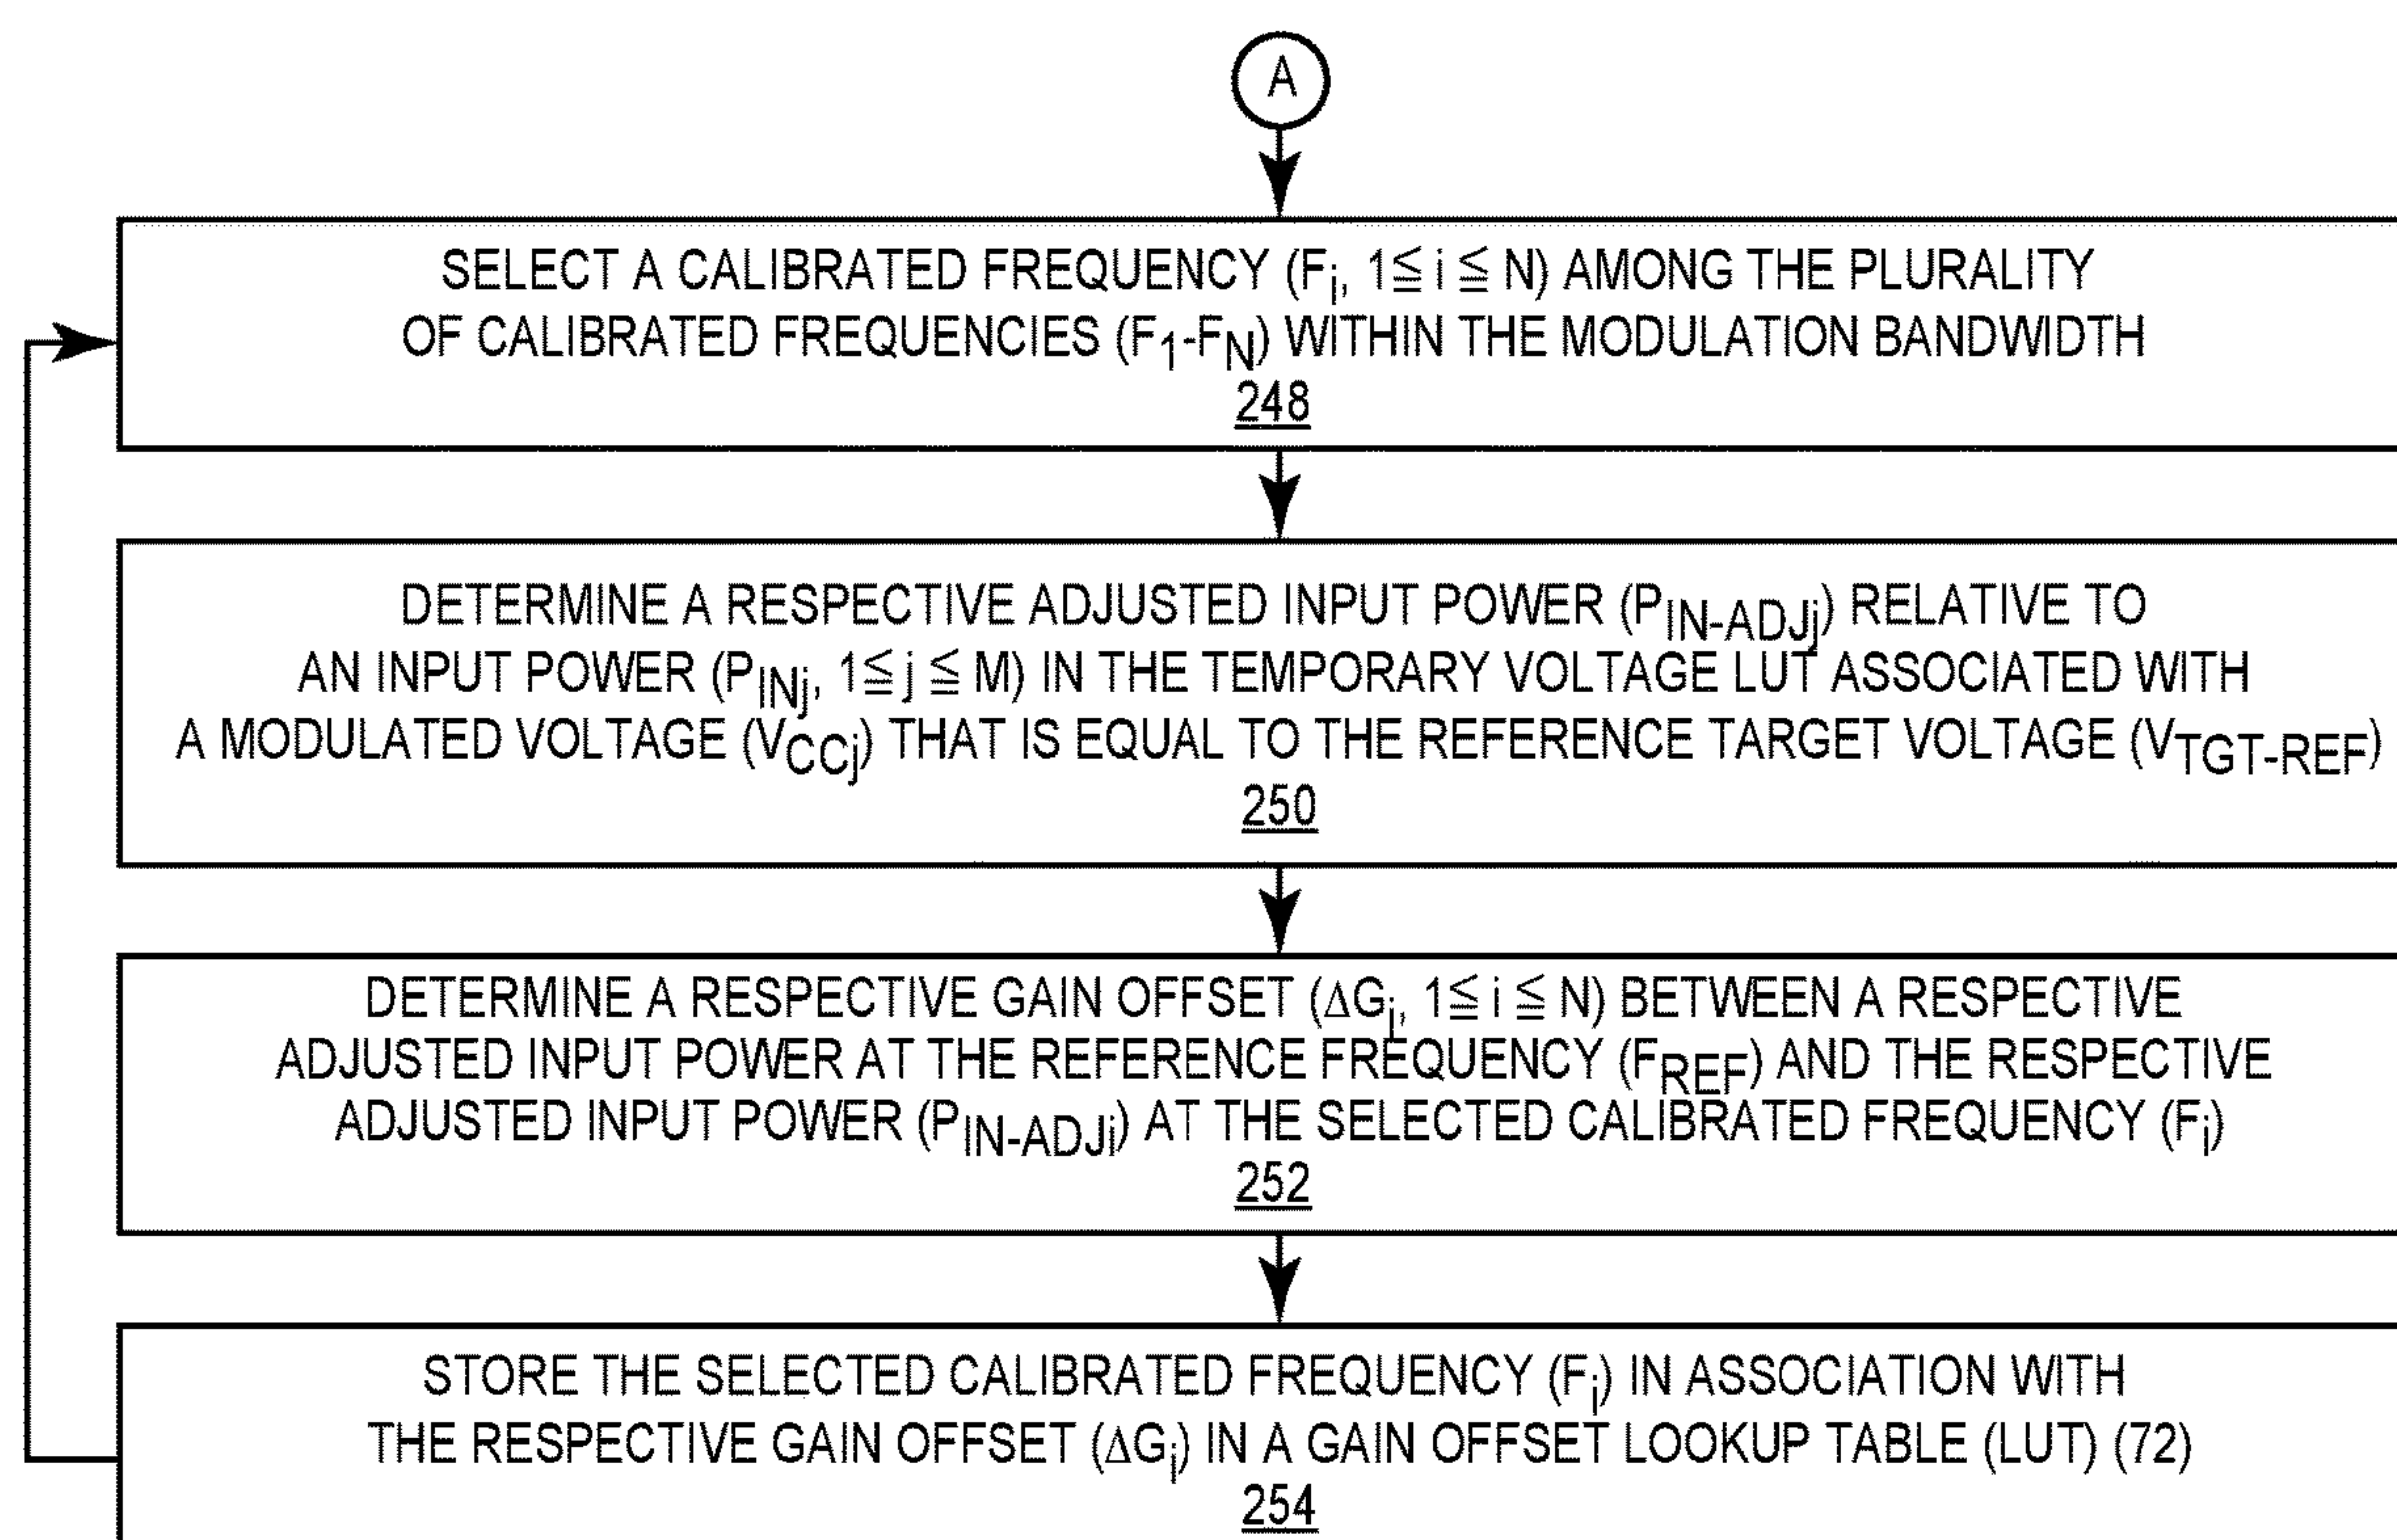 A
SELECT A CALIBRATED FREQUENCY (Fi, 1≦ i ≦ N) AMONG THE PLURALITY
OF CALIBRATED FREQUENCIES (F1-FN) WITHIN THE MODULATION BANDWIDTH
248
DETERMINE A RESPECTIVE ADJUSTED INPUT POWER (PIN-ADJj) RELATIVE TO
AN INPUT POWER (PINj, 1≦ j ≦ M) IN THE TEMPORARY VOLTAGE LUT ASSOCIATED WITH
A MODULATED VOLTAGE (VCCj) THAT IS EQUAL TO THE REFERENCE TARGET VOLTAGE (VTGT-REF)
250
DETERMINE A RESPECTIVE GAIN OFFSET (ΔGi, 1≦ i ≦ N) BETWEEN A RESPECTIVE
ADJUSTED INPUT POWER AT THE REFERENCE FREQUENCY (FREF) AND THE RESPECTIVE
ADJUSTED INPUT POWER (PIN-ADJi) AT THE SELECTED CALIBRATED FREQUENCY (Fi)
252
STORE THE SELECTED CALIBRATED FREQUENCY (Fi) IN ASSOCIATION WITH
THE RESPECTIVE GAIN OFFSET (ΔGi) IN A GAIN OFFSET LOOKUP TABLE (LUT) (72)
254